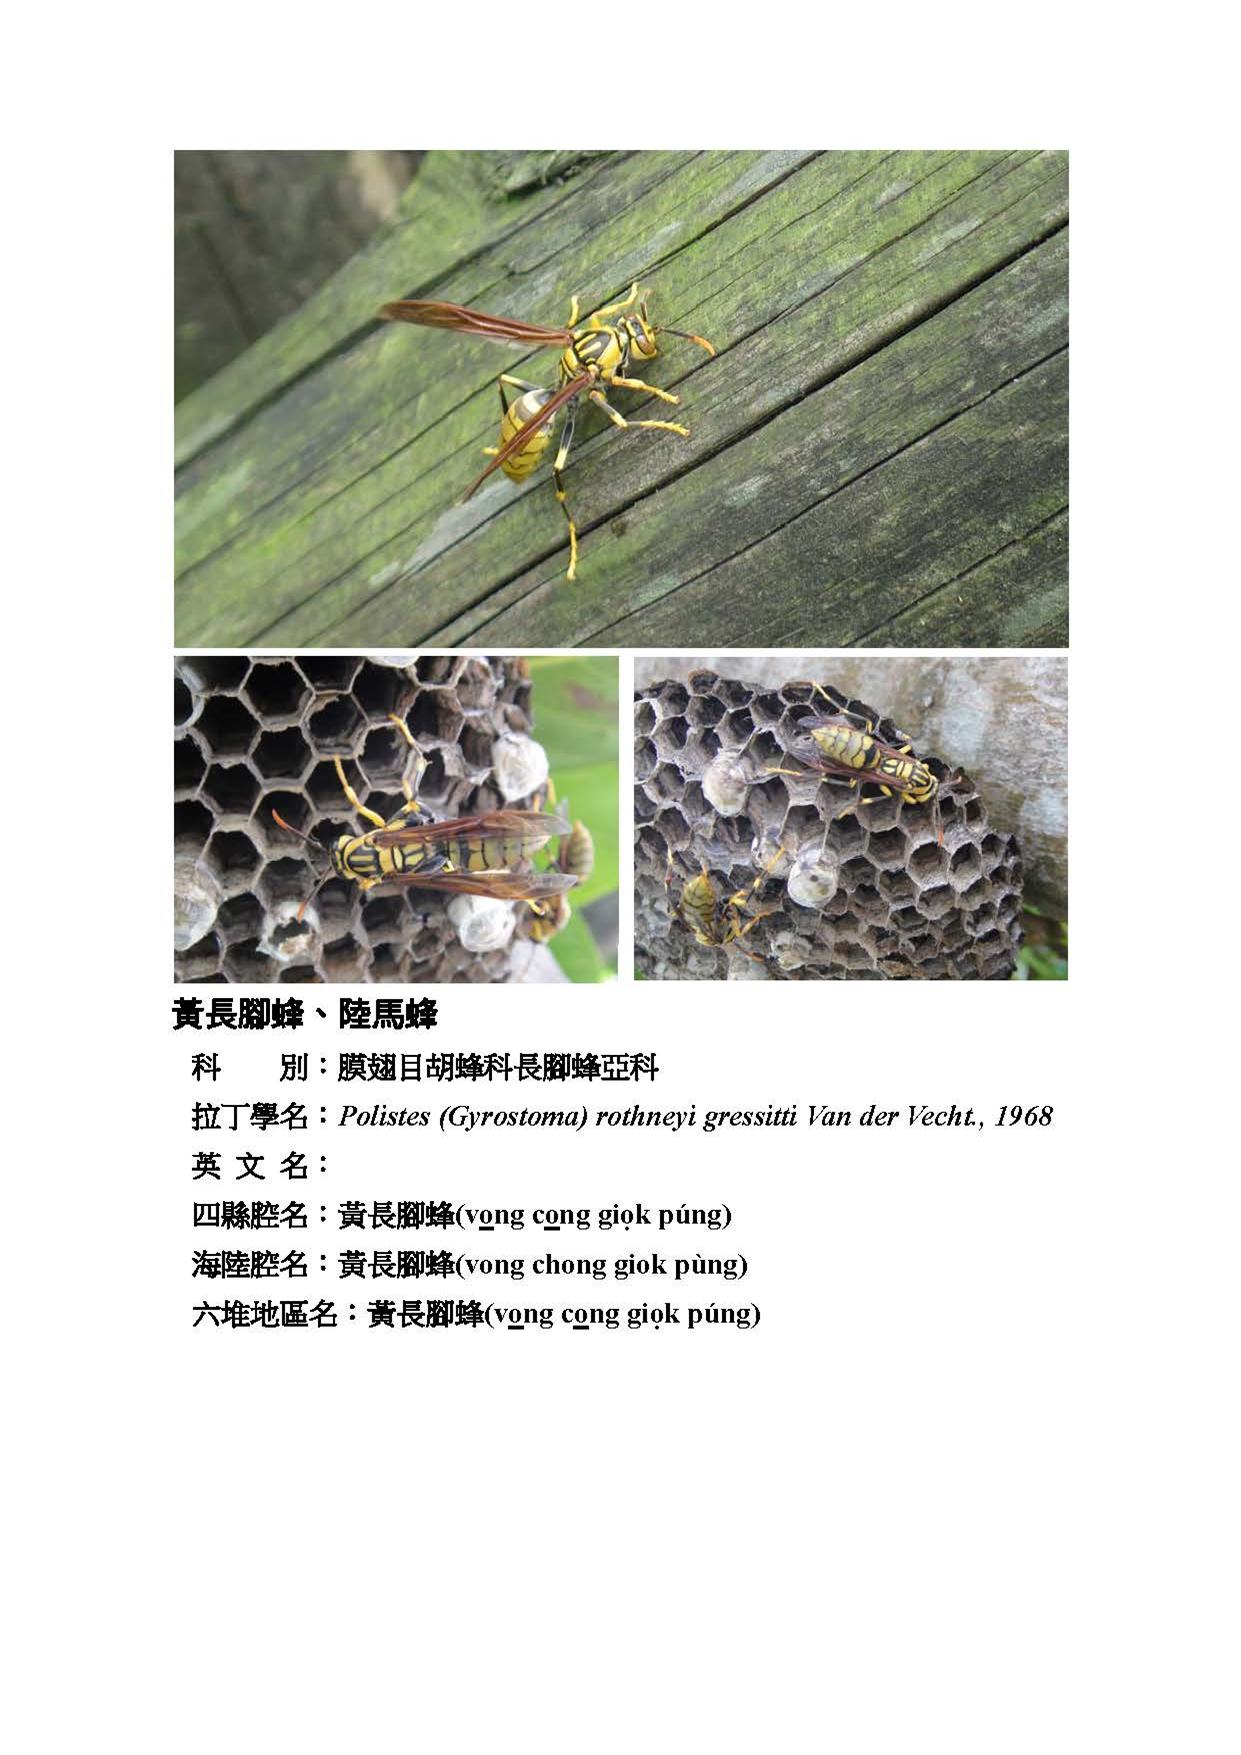 黃長腳蜂、陸馬蜂
科　　別：膜翅目胡蜂科長腳蜂亞科
拉丁學名：Polistes (Gyrostoma) rothneyi gressitti Van der Vecht., 1968
英 文 名：
四縣腔名：黃長腳蜂(vo̲ng co̲ng giọk púng)
海陸腔名：黃長腳蜂(vong chong giok pùng)
六堆地區名：黃長腳蜂(vo̲ng co̲ng giọk púng)